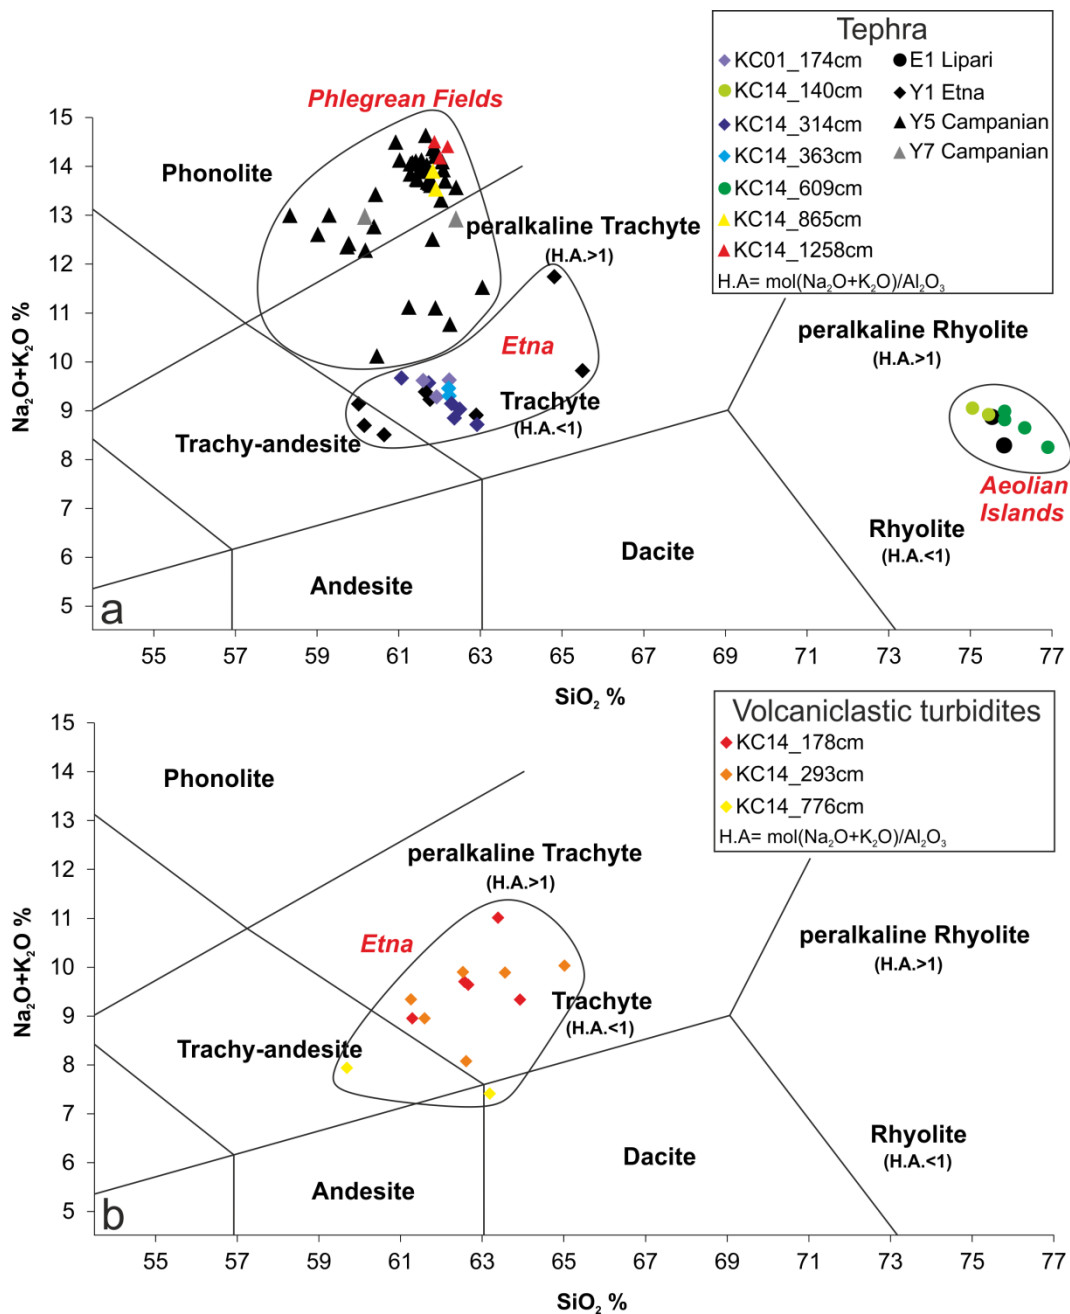 Tephra
KC01_174cm
KC14_140cm
KC14_314cm
KC14_363cm
KC14_609cm
KC14_865cm
KC14_1258cm
E1 Lipari
Y1 Etna
Y5 Campanian
Y7 Campanian
H.A= mol(Na₂O+K₂O)/Al₂O₃
Phlegrean Fields
Phonolite
peralkaline Trachyte
(H.A.>1)
Etna
Trachyte
(H.A.<1)
Trachy-andesite
Andesite
Dacite
peralkaline Rhyolite
(H.A.>1)
Aeolian
Islands
Rhyolite
(H.A.<1)
Na₂O+K₂O %
15
14
13
12
11
10
9
8
7
6
5
a
55 57 59 61 63 65 67 69 71 73 75 77
SiO₂ %
Volcaniclastic turbidites
KC14_178cm
KC14_293cm
KC14_776cm
H.A= mol(Na₂O+K₂O)/Al₂O₃
Phonolite
peralkaline Trachyte
(H.A.>1)
Etna
Trachyte
(H.A.<1)
Trachy-andesite
Andesite
Dacite
peralkaline Rhyolite
(H.A.>1)
Rhyolite
(H.A.<1)
Na₂O+K₂O %
15
14
13
12
11
10
9
8
7
6
5
b
55 57 59 61 63 65 67 69 71 73 75 77
SiO₂ %